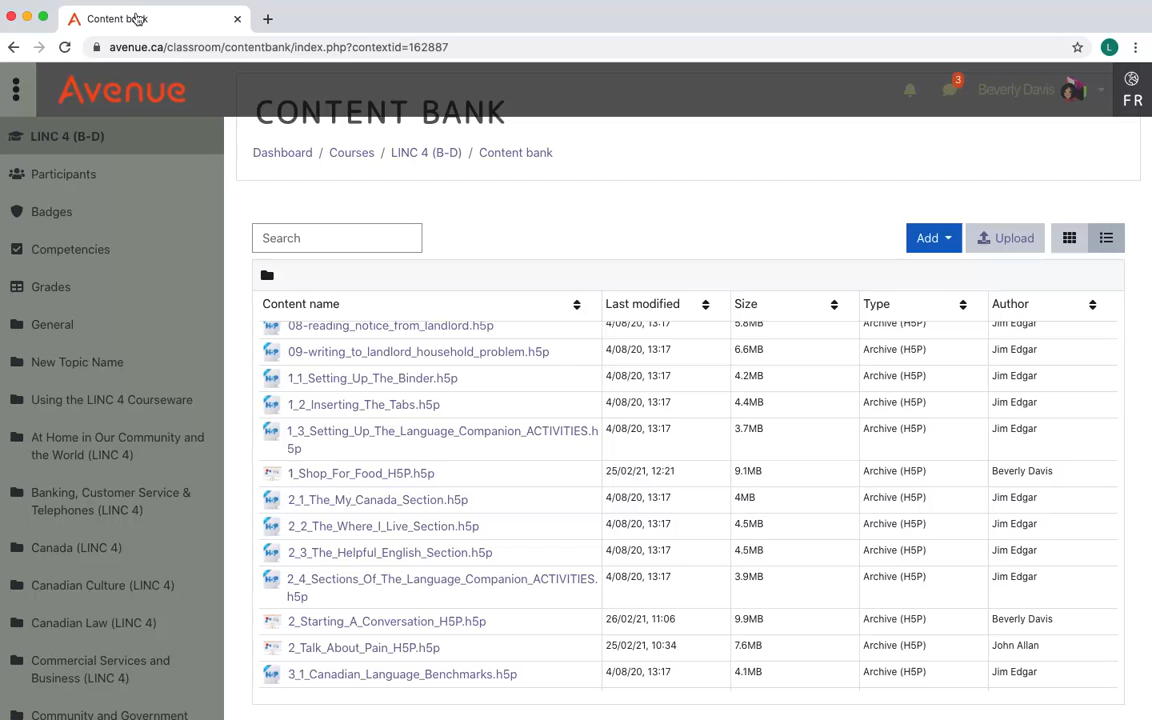 Content bank
avenue.ca/classroom/contentbank/index.php?contextid=162887
L
Avenue
3
Beverly Davis
FR
CONTENT BANK
Dashboard / Courses / LINC 4 (B-D) / Content bank
LINC 4 (B-D)
Participants
Badges
Competencies
Grades
General
New Topic Name
Using the LINC 4 Courseware
At Home in Our Community and
the World (LINC 4)
Banking, Customer Service &
Telephones (LINC 4)
Canada (LINC 4)
Canadian Culture (LINC 4)
Canadian Law (LINC 4)
Commercial Services and
Business (LINC 4)
Community and Government
Search
Add
Upload
Content name Last modified Size Type Author
08-reading_notice_from_landlord.h5p 4/08/20, 13:17 5.8MB Archive (H5P) Jim Edgar
09-writing_to_landlord_household_problem.h5p 4/08/20, 13:17 6.6MB Archive (H5P) Jim Edgar
1_1_Setting_Up_The_Binder.h5p 4/08/20, 13:17 4.2MB Archive (H5P) Jim Edgar
1_2_Inserting_The_Tabs.h5p 4/08/20, 13:17 4.4MB Archive (H5P) Jim Edgar
1_3_Setting_Up_The_Language_Companion_ACTIVITIES.h 4/08/20, 13:17 3.7MB Archive (H5P) Jim Edgar
5p
1_Shop_For_Food_H5P.h5p 25/02/21, 12:21 9.1MB Archive (H5P) Beverly Davis
2_1_The_My_Canada_Section.h5p 4/08/20, 13:17 4MB Archive (H5P) Jim Edgar
2_2_The_Where_I_Live_Section.h5p 4/08/20, 13:17 4.5MB Archive (H5P) Jim Edgar
2_3_The_Helpful_English_Section.h5p 4/08/20, 13:17 4.5MB Archive (H5P) Jim Edgar
2_4_Sections_Of_The_Language_Companion_ACTIVITIES. 4/08/20, 13:17 3.9MB Archive (H5P) Jim Edgar
h5p
2_Starting_A_Conversation_H5P.h5p 26/02/21, 11:06 9.9MB Archive (H5P) Beverly Davis
2_Talk_About_Pain_H5P.h5p 25/02/21, 10:34 7.6MB Archive (H5P) John Allan
3_1_Canadian_Language_Benchmarks.h5p 4/08/20, 13:17 4.1MB Archive (H5P) Jim Edgar